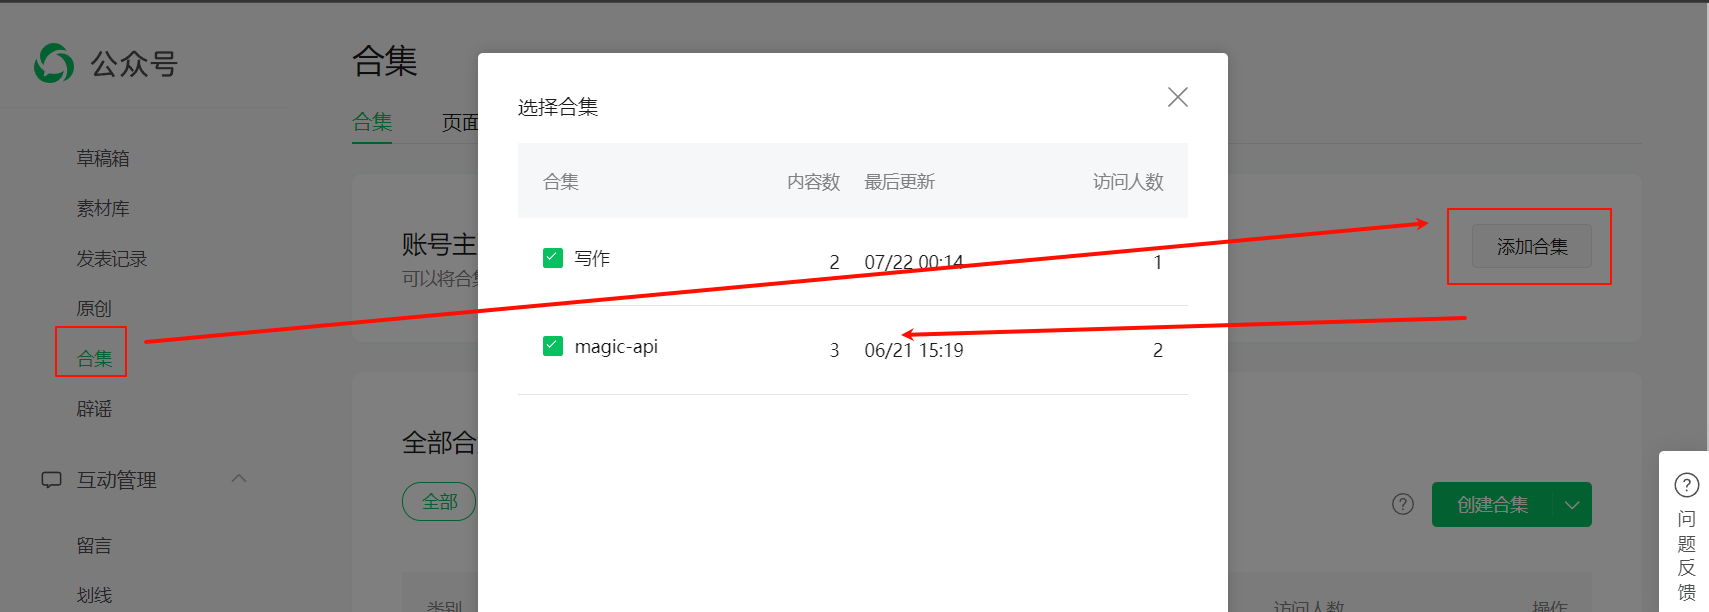 公众号
草稿箱
素材库
发表记录
原创
合集
辟谣
互动管理
留言
划线
合集
合集
页面
账号主
可以将合集
添加合集
全部合
全部
创建合集
类别
访问人数
操作
选择合集
合集 内容数 最后更新 访问人数
写作 2 07/22 00:14 1
magic-api 3 06/21 15:19 2
问题反馈